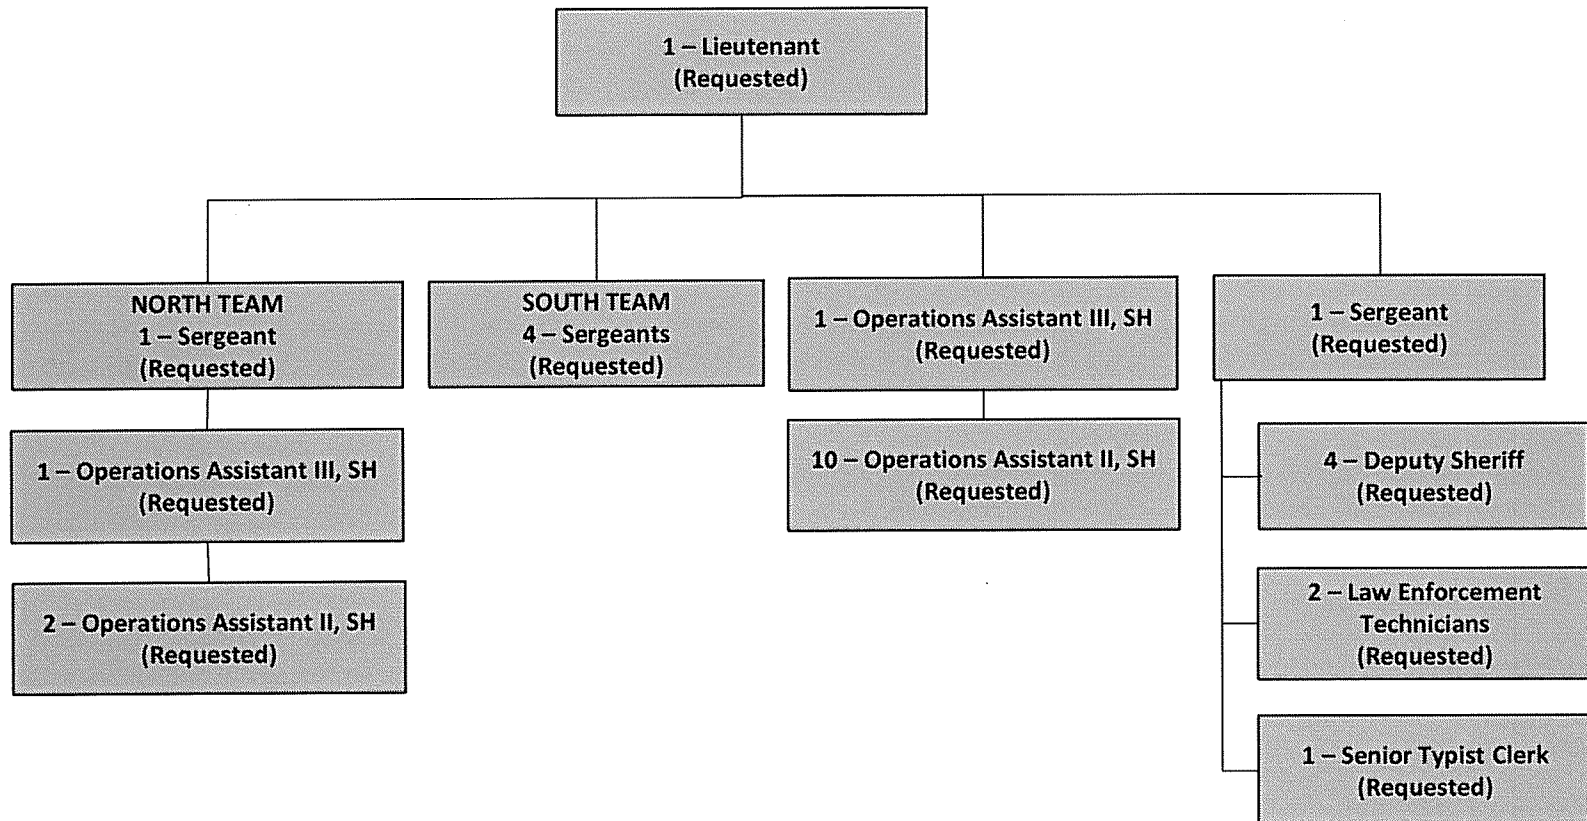 1 – Lieutenant
(Requested)
NORTH TEAM
1 – Sergeant
(Requested)
SOUTH TEAM
4 – Sergeants
(Requested)
1 – Operations Assistant III, SH
(Requested)
1 – Sergeant
(Requested)
1 – Operations Assistant III, SH
(Requested)
10 – Operations Assistant II, SH
(Requested)
4 – Deputy Sheriff
(Requested)
2 – Operations Assistant II, SH
(Requested)
2 – Law Enforcement
Technicians
(Requested)
1 – Senior Typist Clerk
(Requested)